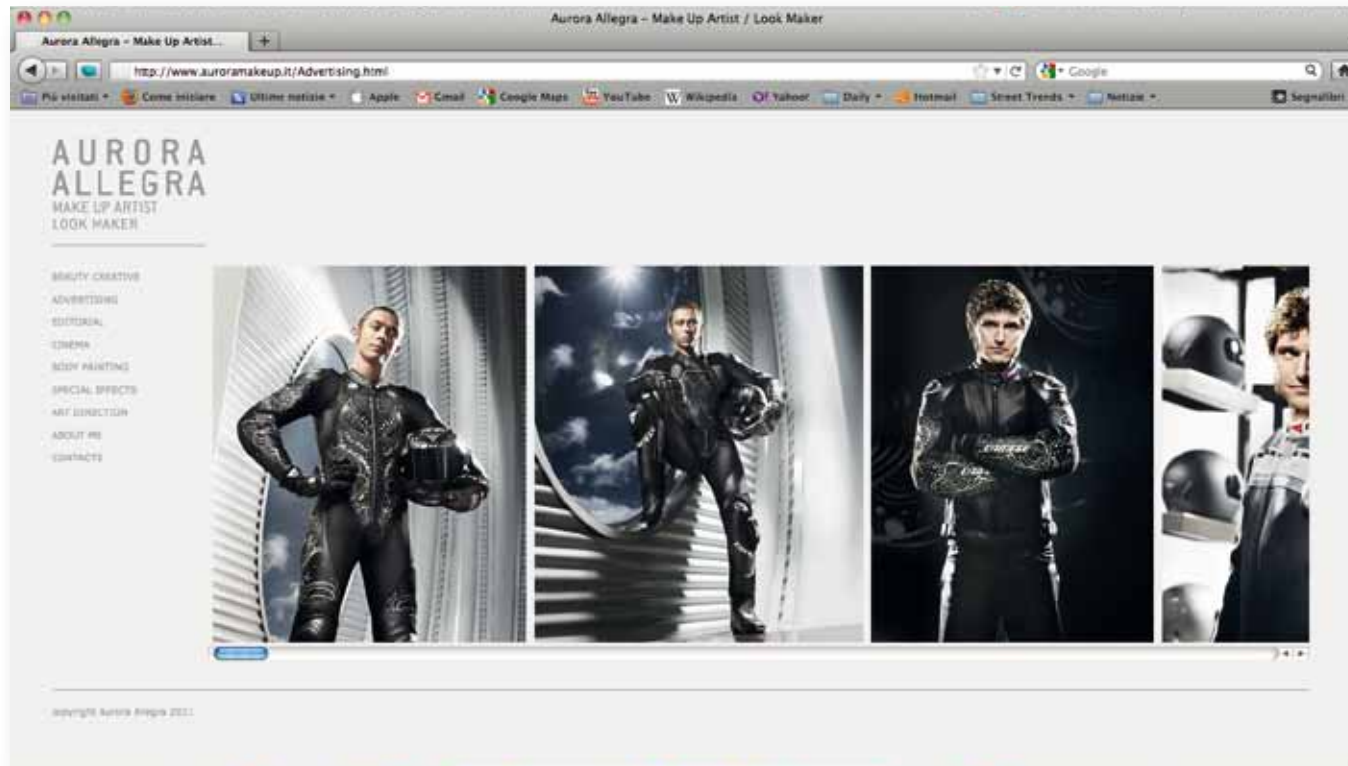 Aurora Allegra – Make Up Artist / Look Maker
Aurora Allegra – Make Up Artist...
http://www.auroramakeup.it/Advertising.html
Google
Più visitati
Come iniziare
Ultime notizie
Apple
Gmail
Google Maps
YouTube
Wikipedia
Yahoo!
Daily
Hotmail
Street Trends
Notizie
Segnalibri
AURORA
ALLEGRA
MAKE UP ARTIST
LOOK MAKER
BEAUTY CREATIVE
ADVERTISING
EDITORIAL
CINEMA
BODY PAINTING
SPECIAL EFFECTS
ART DIRECTION
ABOUT ME
CONTACTS
copyright Aurora Allegra 2011